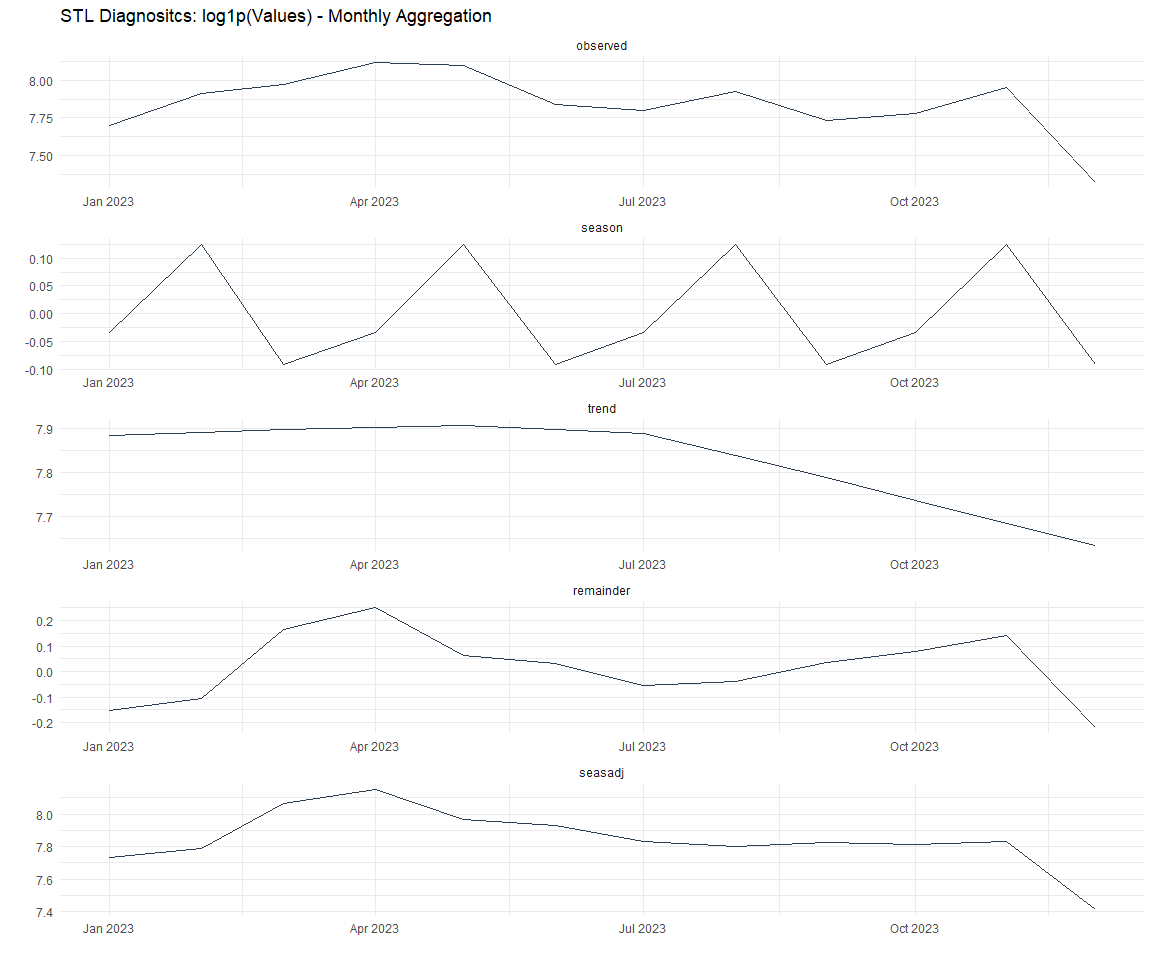 STL Diagnositcs: log1p(Values) - Monthly Aggregation
observed
8.00
7.75
7.50
Jan 2023 Apr 2023 Jul 2023 Oct 2023
season
0.10
0.05
0.00
-0.05
-0.10
Jan 2023 Apr 2023 Jul 2023 Oct 2023
trend
7.9
7.8
7.7
Jan 2023 Apr 2023 Jul 2023 Oct 2023
remainder
0.2
0.1
0.0
-0.1
-0.2
Jan 2023 Apr 2023 Jul 2023 Oct 2023
seasadj
8.0
7.8
7.6
7.4
Jan 2023 Apr 2023 Jul 2023 Oct 2023